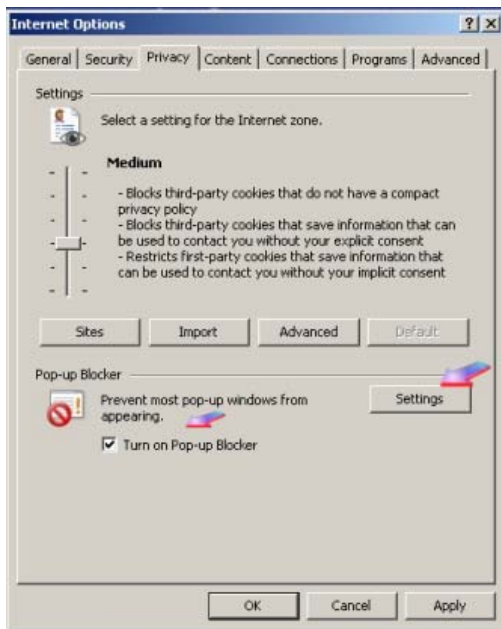 Internet Options
General Security Privacy Content Connections Programs Advanced
Settings
Select a setting for the Internet zone.
Medium
- Blocks third-party cookies that do not have a compact
privacy policy
- Blocks third-party cookies that save information that can
be used to contact you without your explicit consent
- Restricts first-party cookies that save information that
can be used to contact you without your implicit consent
Sites Import Advanced Default
Pop-up Blocker
Prevent most pop-up windows from
appearing.
Settings
Turn on Pop-up Blocker
OK Cancel Apply